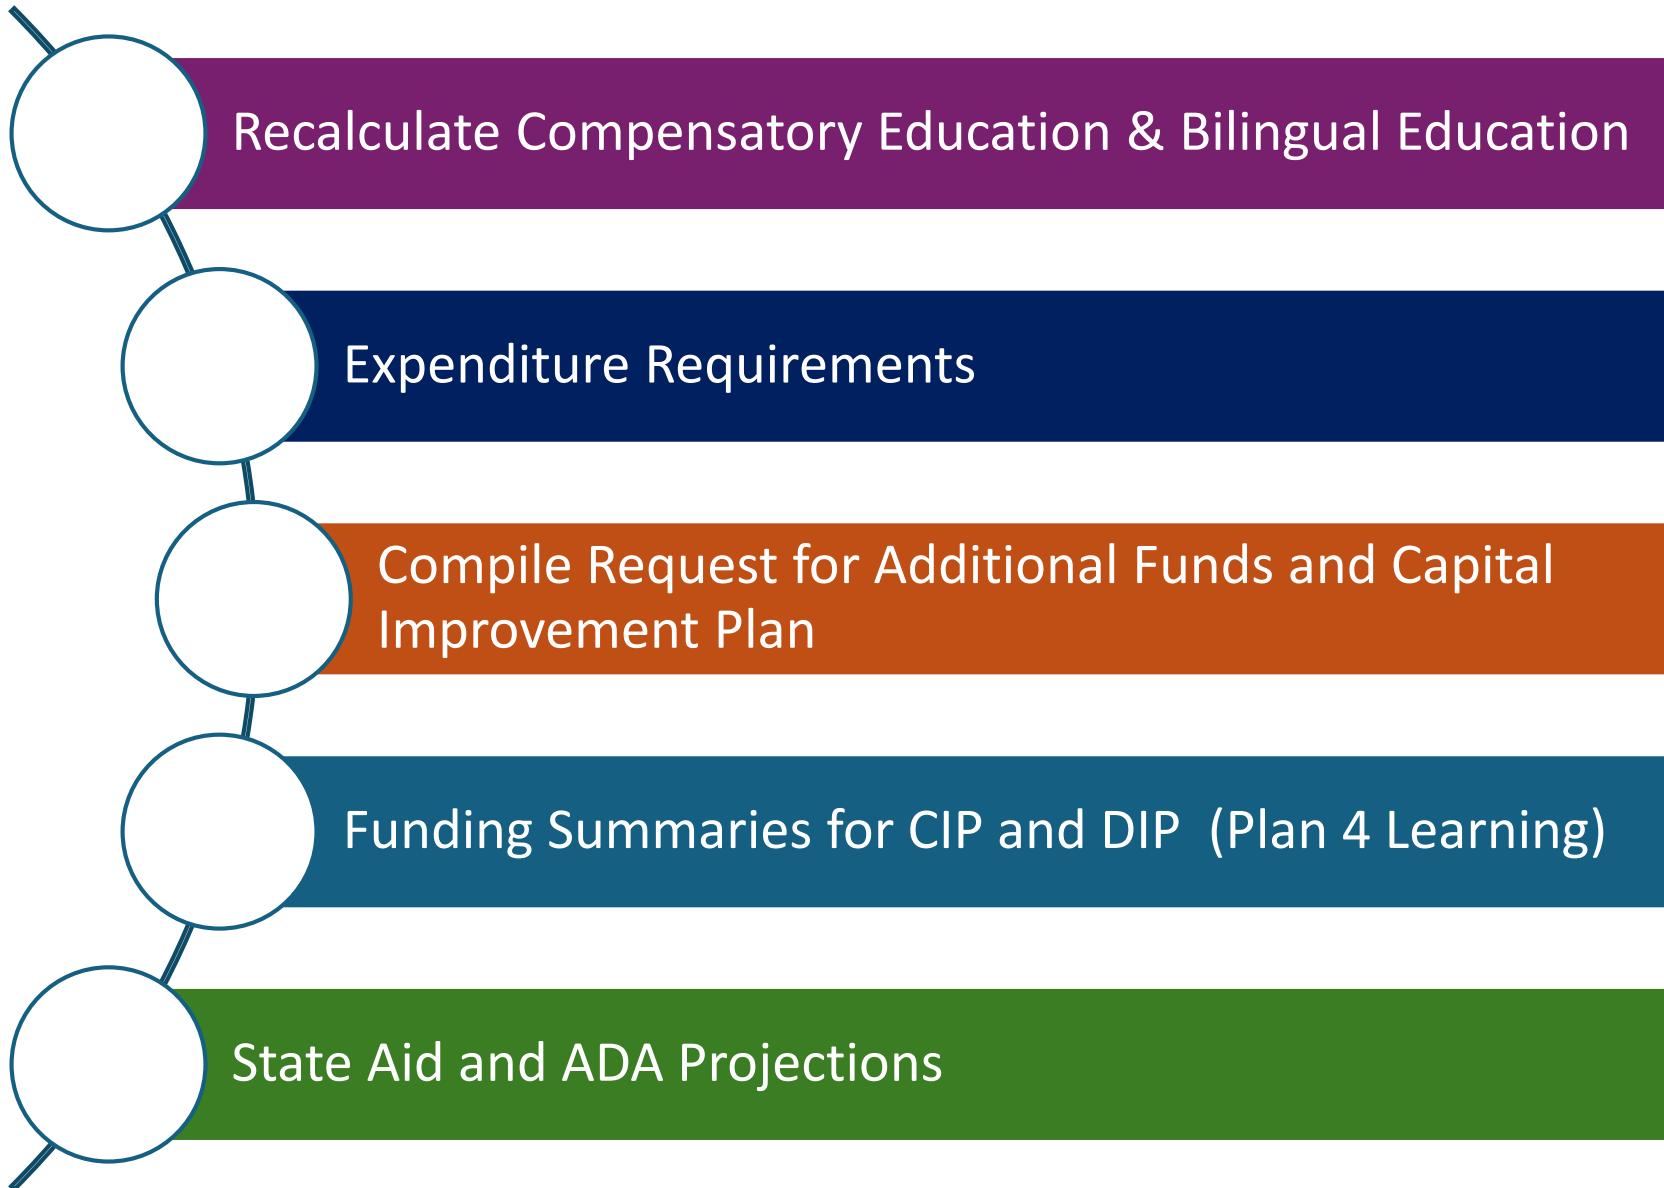 Recalculate Compensatory Education & Bilingual Education
Expenditure Requirements
Compile Request for Additional Funds and Capital
Improvement Plan
Funding Summaries for CIP and DIP  (Plan 4 Learning)
State Aid and ADA Projections